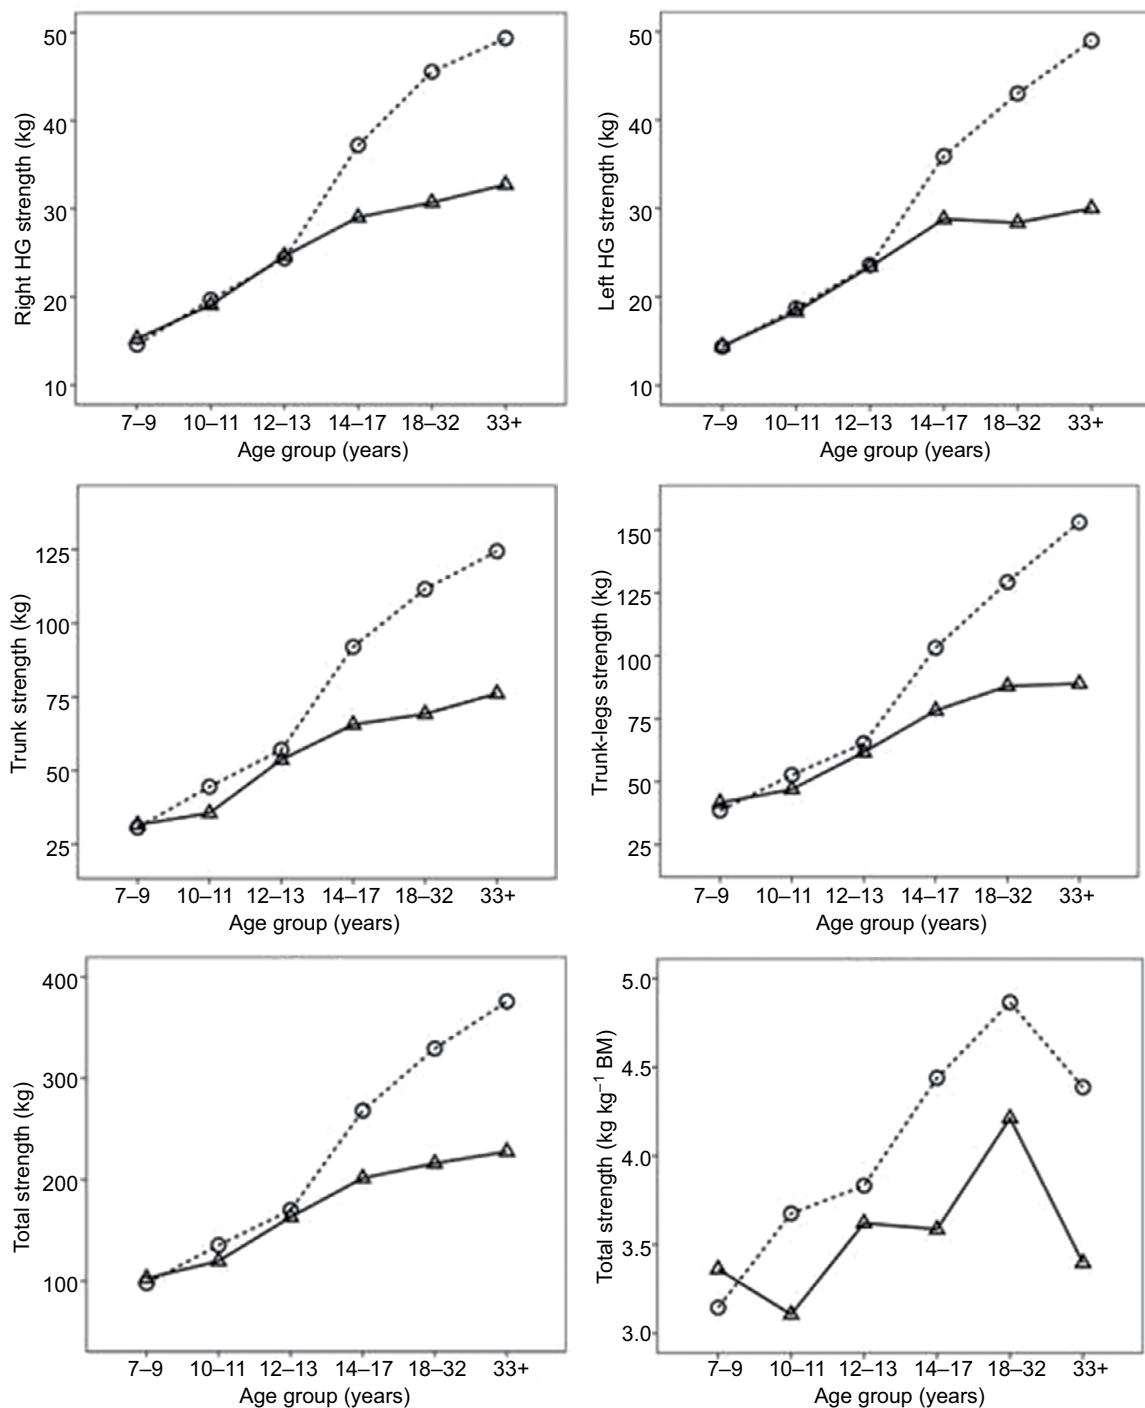 Right HG strength (kg)
50
40
30
20
10
7–9 10–11 12–13 14–17 18–32 33+
Age group (years)
Left HG strength (kg)
50
40
30
20
10
7–9 10–11 12–13 14–17 18–32 33+
Age group (years)
Trunk strength (kg)
125
100
75
50
25
7–9 10–11 12–13 14–17 18–32 33+
Age group (years)
Trunk-legs strength (kg)
150
125
100
75
50
25
7–9 10–11 12–13 14–17 18–32 33+
Age group (years)
Total strength (kg)
400
300
200
100
7–9 10–11 12–13 14–17 18–32 33+
Age group (years)
Total strength (kg kg⁻¹ BM)
5.0
4.5
4.0
3.5
3.0
7–9 10–11 12–13 14–17 18–32 33+
Age group (years)